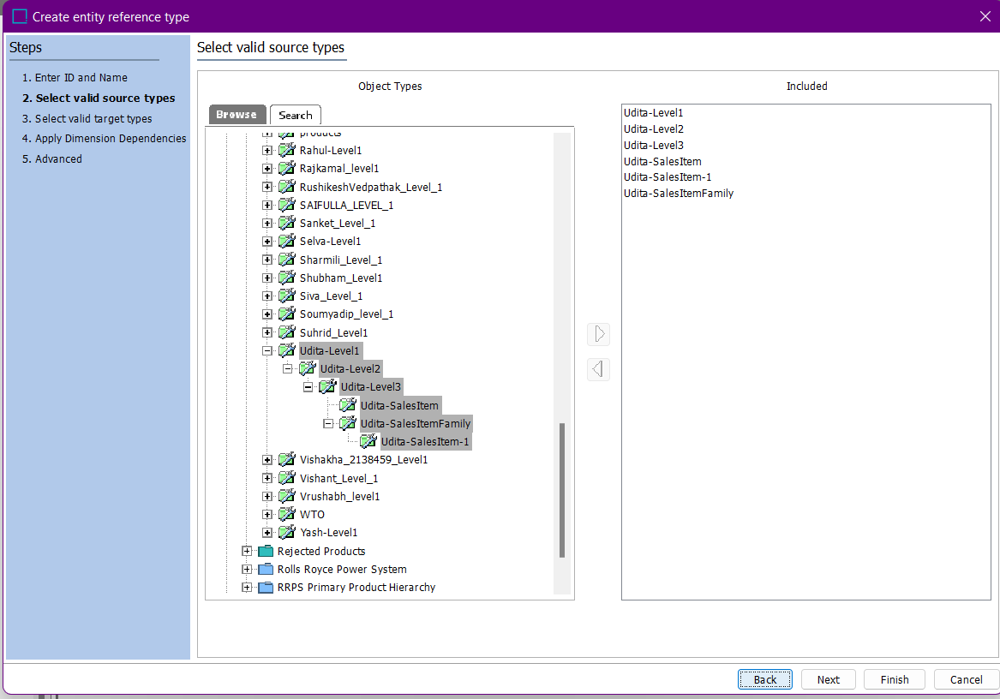 Create entity reference type
Steps
1. Enter ID and Name
2. Select valid source types
3. Select valid target types
4. Apply Dimension Dependencies
5. Advanced
Select valid source types
Object Types
Browse
Search
products
Rahul-Level1
Rajkamal_level1
RushikeshVedpathak_Level_1
SAIFULLA_LEVEL_1
Sanket_Level_1
Selva-Level1
Sharmili_Level_1
Shubham_Level1
Siva_Level_1
Soumyadip_level_1
Suhrid_Level1
Udita-Level1
Udita-Level2
Udita-Level3
Udita-SalesItem
Udita-SalesItemFamily
Udita-SalesItem-1
Vishakha_2138459_Level1
Vishant_Level_1
Vrushabh_level1
WTO
Yash-Level1
Rejected Products
Rolls Royce Power System
RRPS Primary Product Hierarchy
Included
Udita-Level1
Udita-Level2
Udita-Level3
Udita-SalesItem
Udita-SalesItem-1
Udita-SalesItemFamily
Back
Next
Finish
Cancel